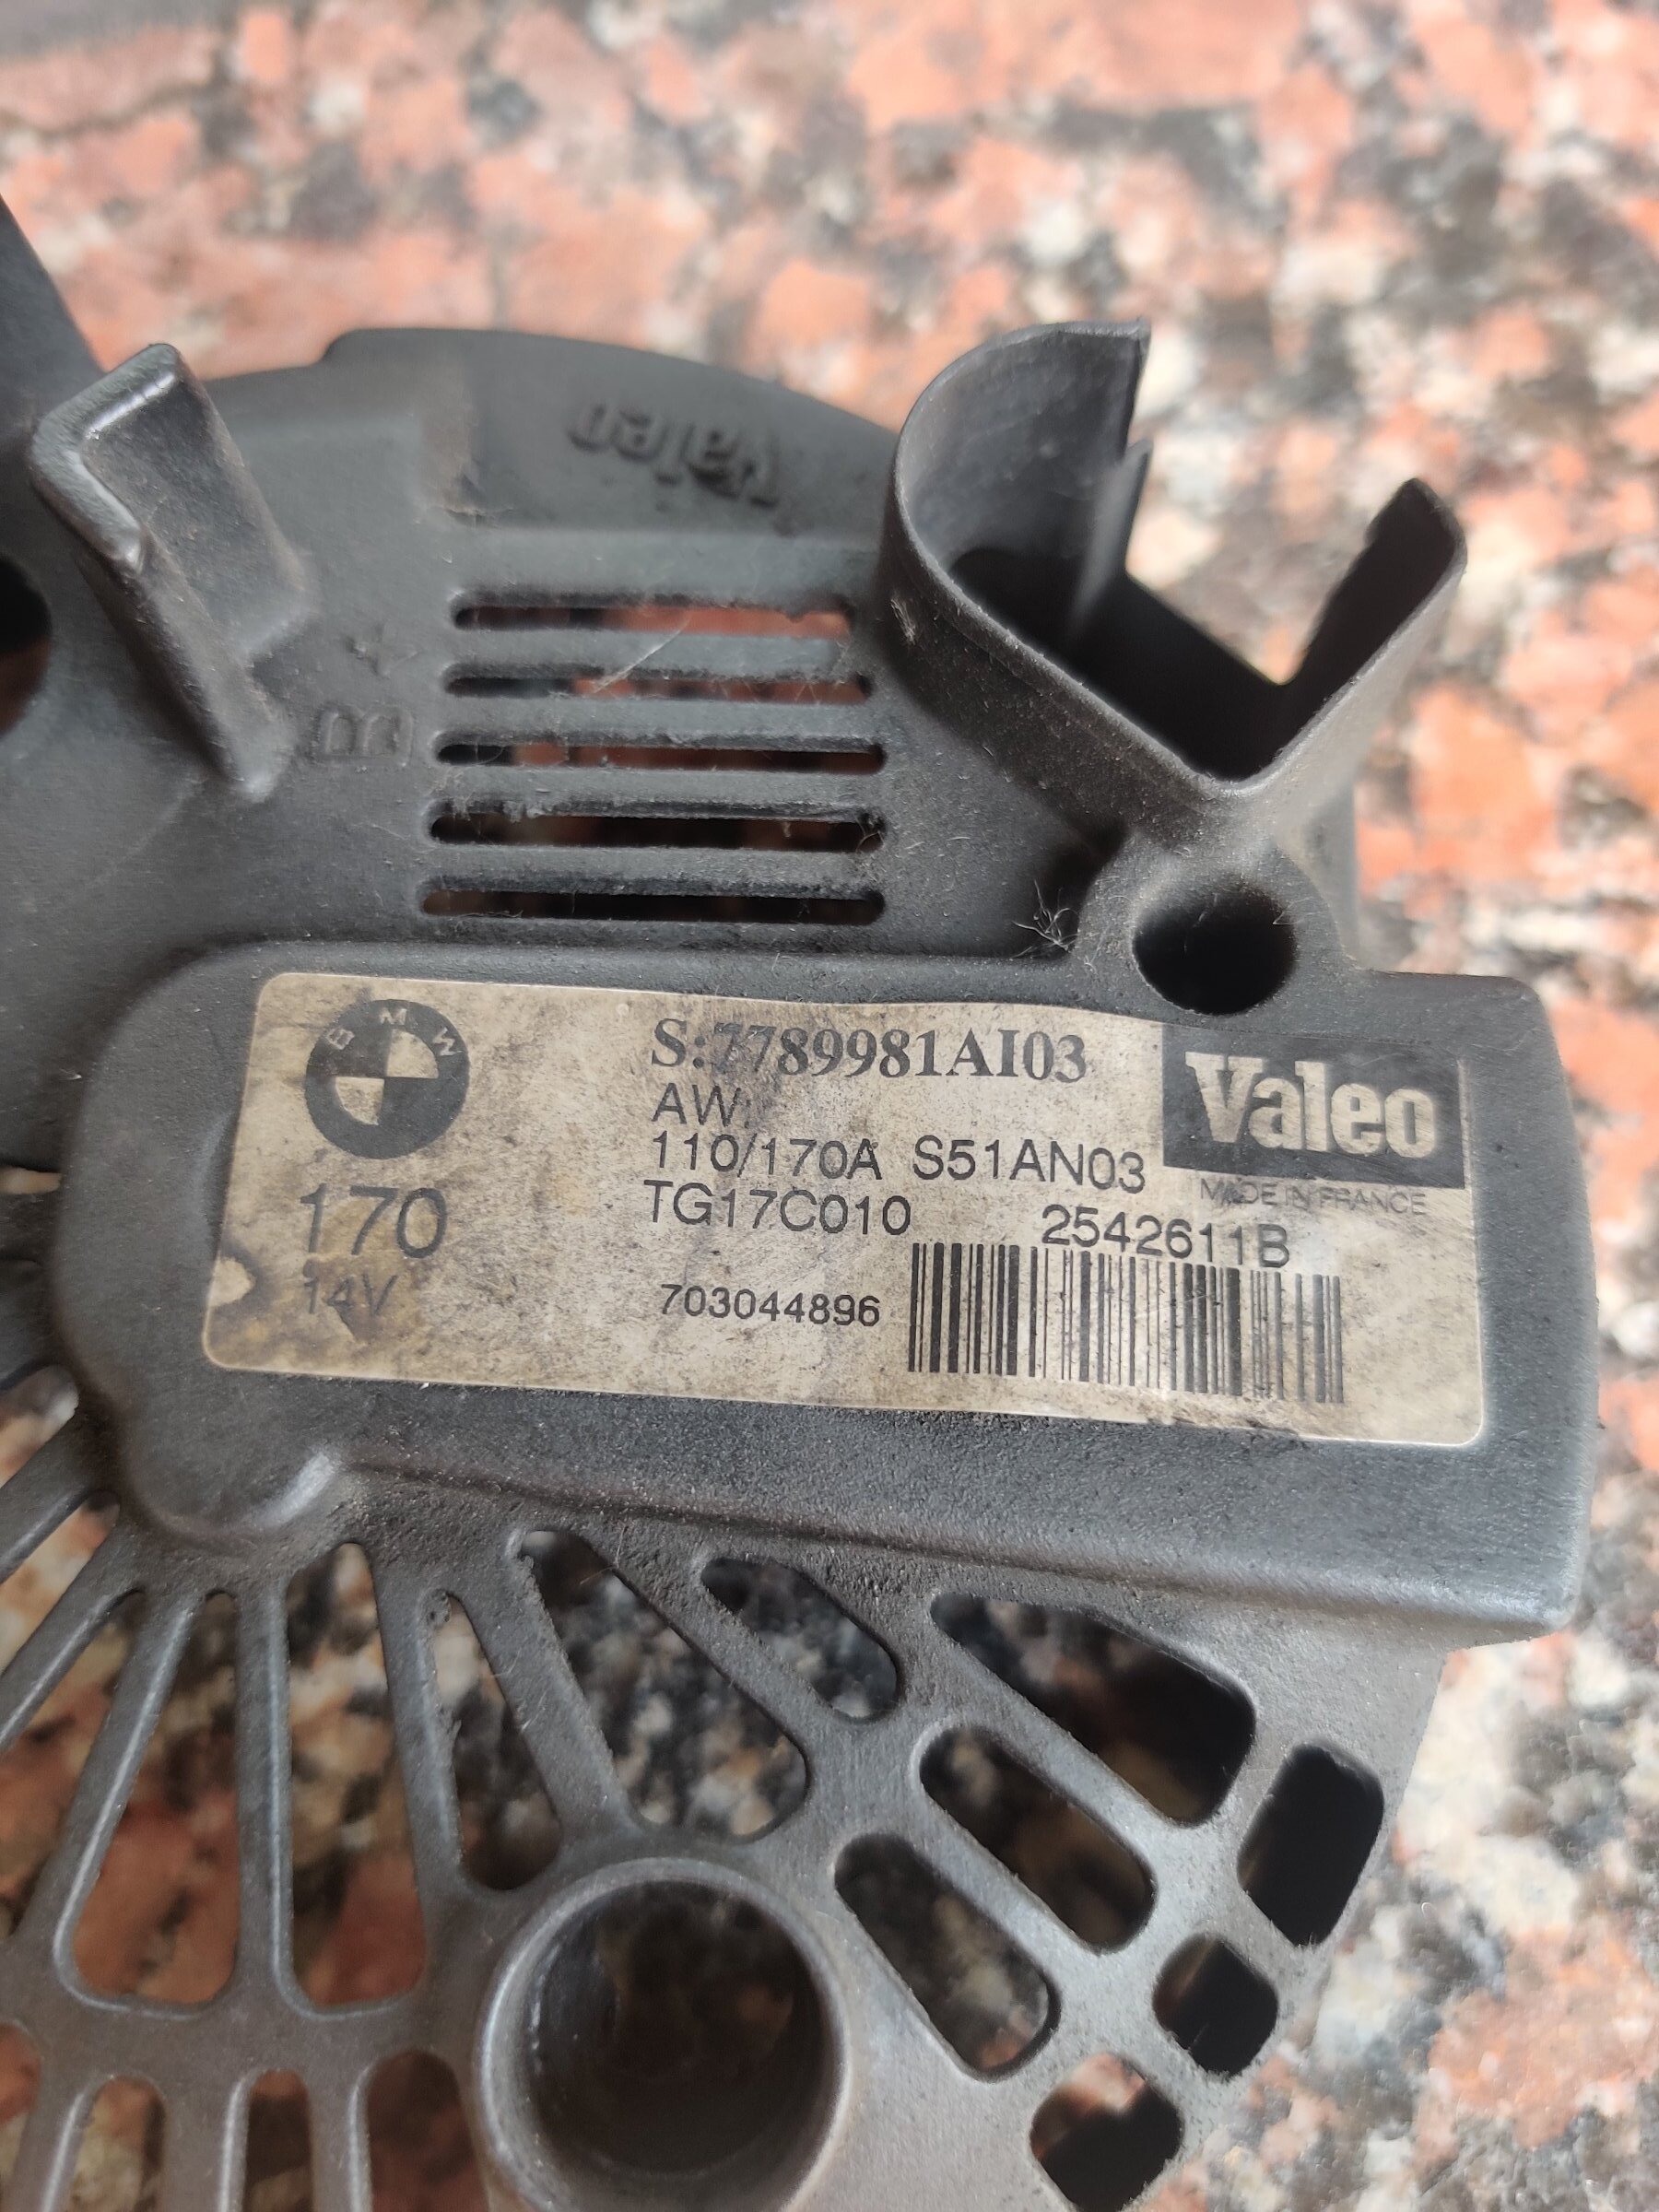 Valeo
B+
BMW
S:7789981AI03
AW:
110/170A S51AN03
Valeo
MADE IN FRANCE
170
TG17C010 2542611B
14V
703044896